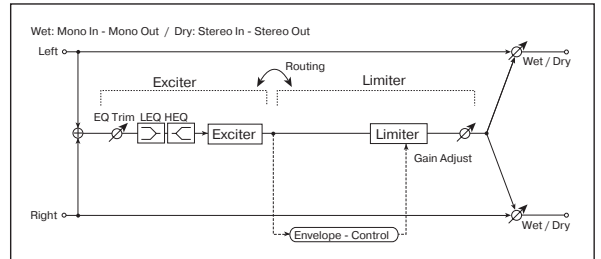 Wet: Mono In - Mono Out / Dry: Stereo In - Stereo Out
Left
Wet / Dry
Routing
Exciter
Limiter
EQ Trim
LEQ
HEQ
Exciter
Limiter
Gain Adjust
Right
Wet / Dry
Envelope - Control